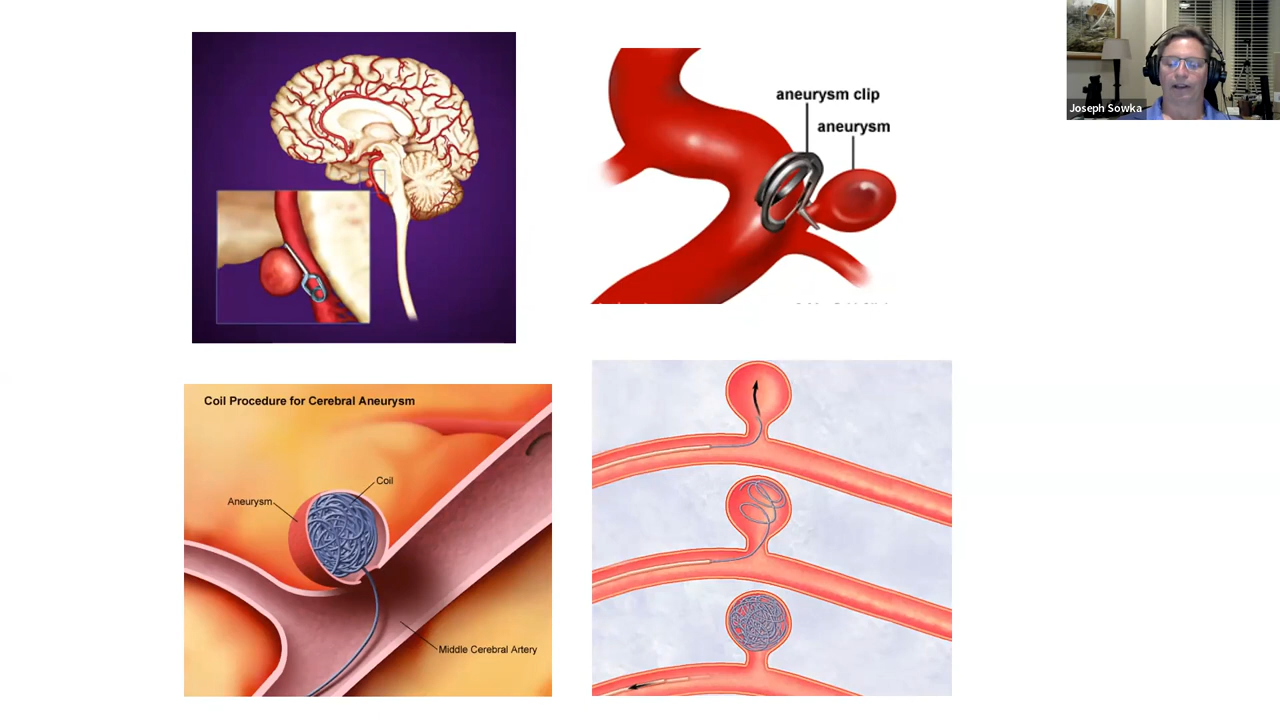 aneurysm clip
aneurysm
Joseph Sowka
Coil Procedure for Cerebral Aneurysm
Coil
Aneurysm
Middle Cerebral Artery